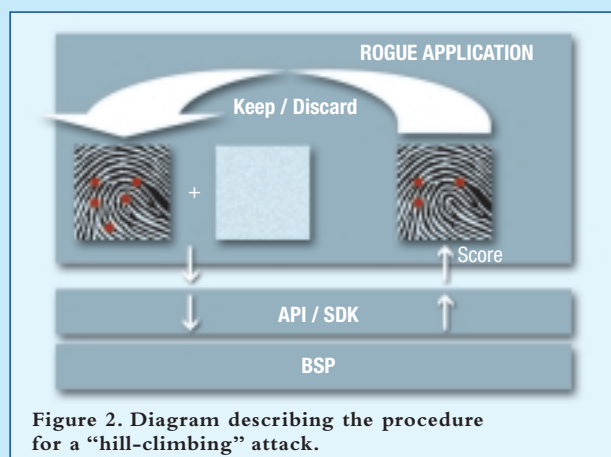 ROGUE APPLICATION
Keep / Discard
+
Score
API / SDK
BSP
Figure 2. Diagram describing the procedure
for a “hill-climbing” attack.